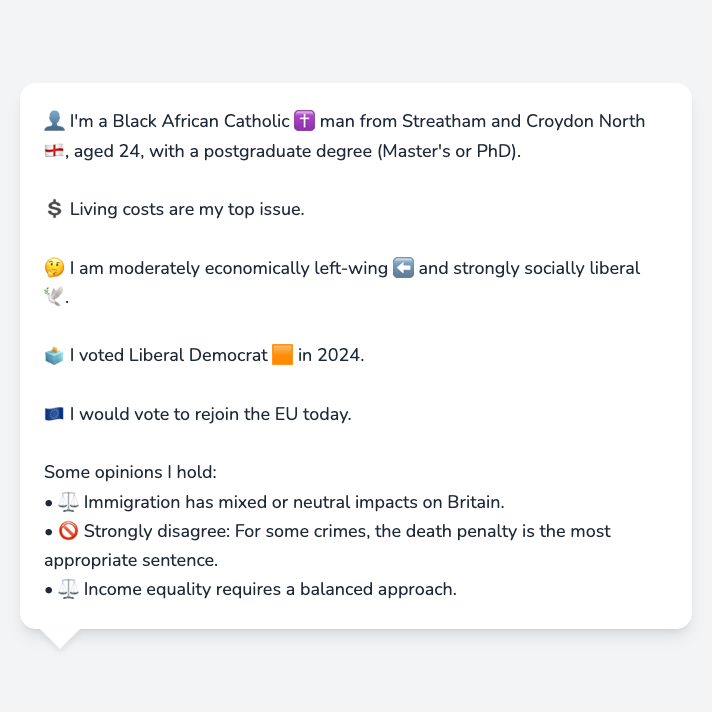 👤 I'm a Black African Catholic ✝️ man from Streatham and Croydon North
🏴󠁧󠁢󠁥󠁮󠁧󠁿, aged 24, with a postgraduate degree (Master's or PhD).
💲 Living costs are my top issue.
🤔 I am moderately economically left-wing ⬅️ and strongly socially liberal
🕊️.
🗳️ I voted Liberal Democrat 🟧 in 2024.
🇪🇺 I would vote to rejoin the EU today.
Some opinions I hold:
• ⚖️ Immigration has mixed or neutral impacts on Britain.
• 🚫 Strongly disagree: For some crimes, the death penalty is the most
appropriate sentence.
• ⚖️ Income equality requires a balanced approach.